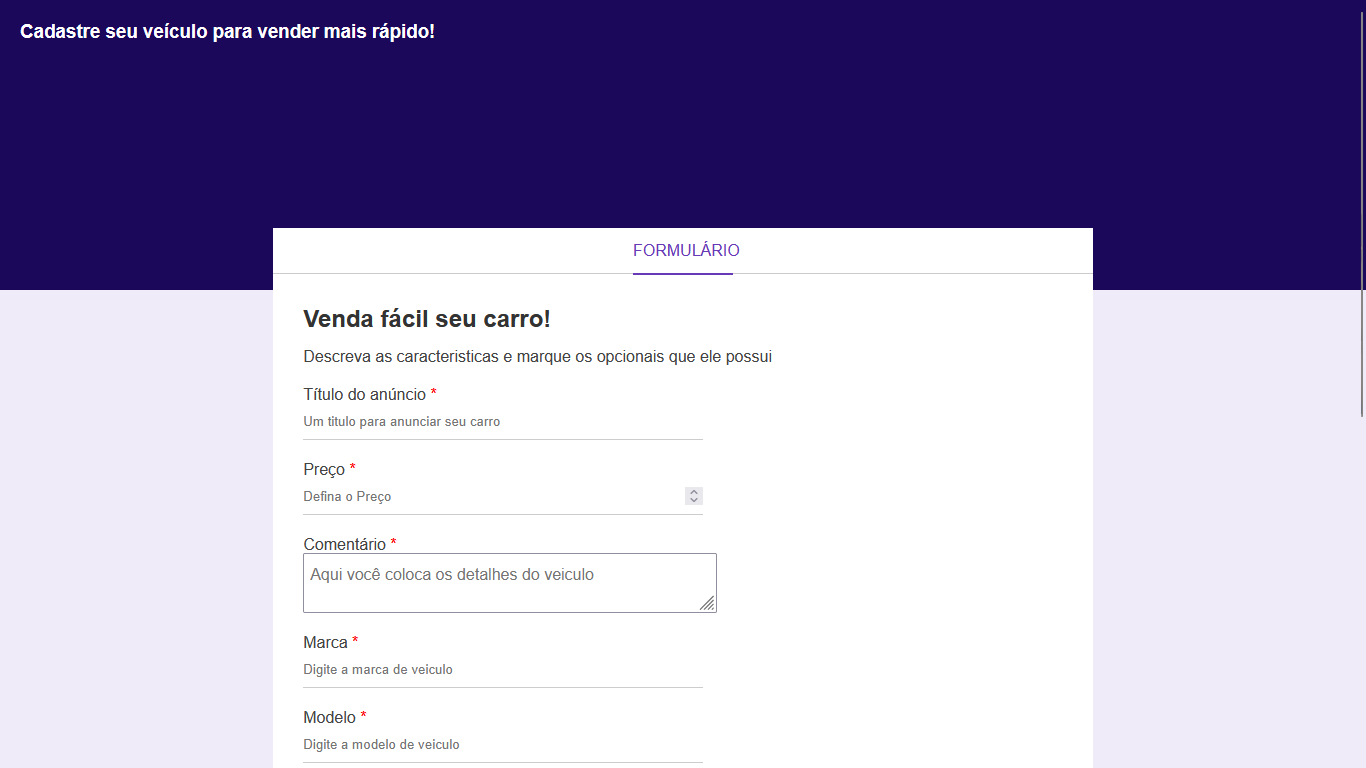 Cadastre seu veículo para vender mais rápido!
FORMULÁRIO
Venda fácil seu carro!
Descreva as caracteristicas e marque os opcionais que ele possui
Título do anúncio *
Um titulo para anunciar seu carro
Preço *
Defina o Preço
Comentário *
Aqui você coloca os detalhes do veiculo
Marca *
Digite a marca de veiculo
Modelo *
Digite a modelo de veiculo